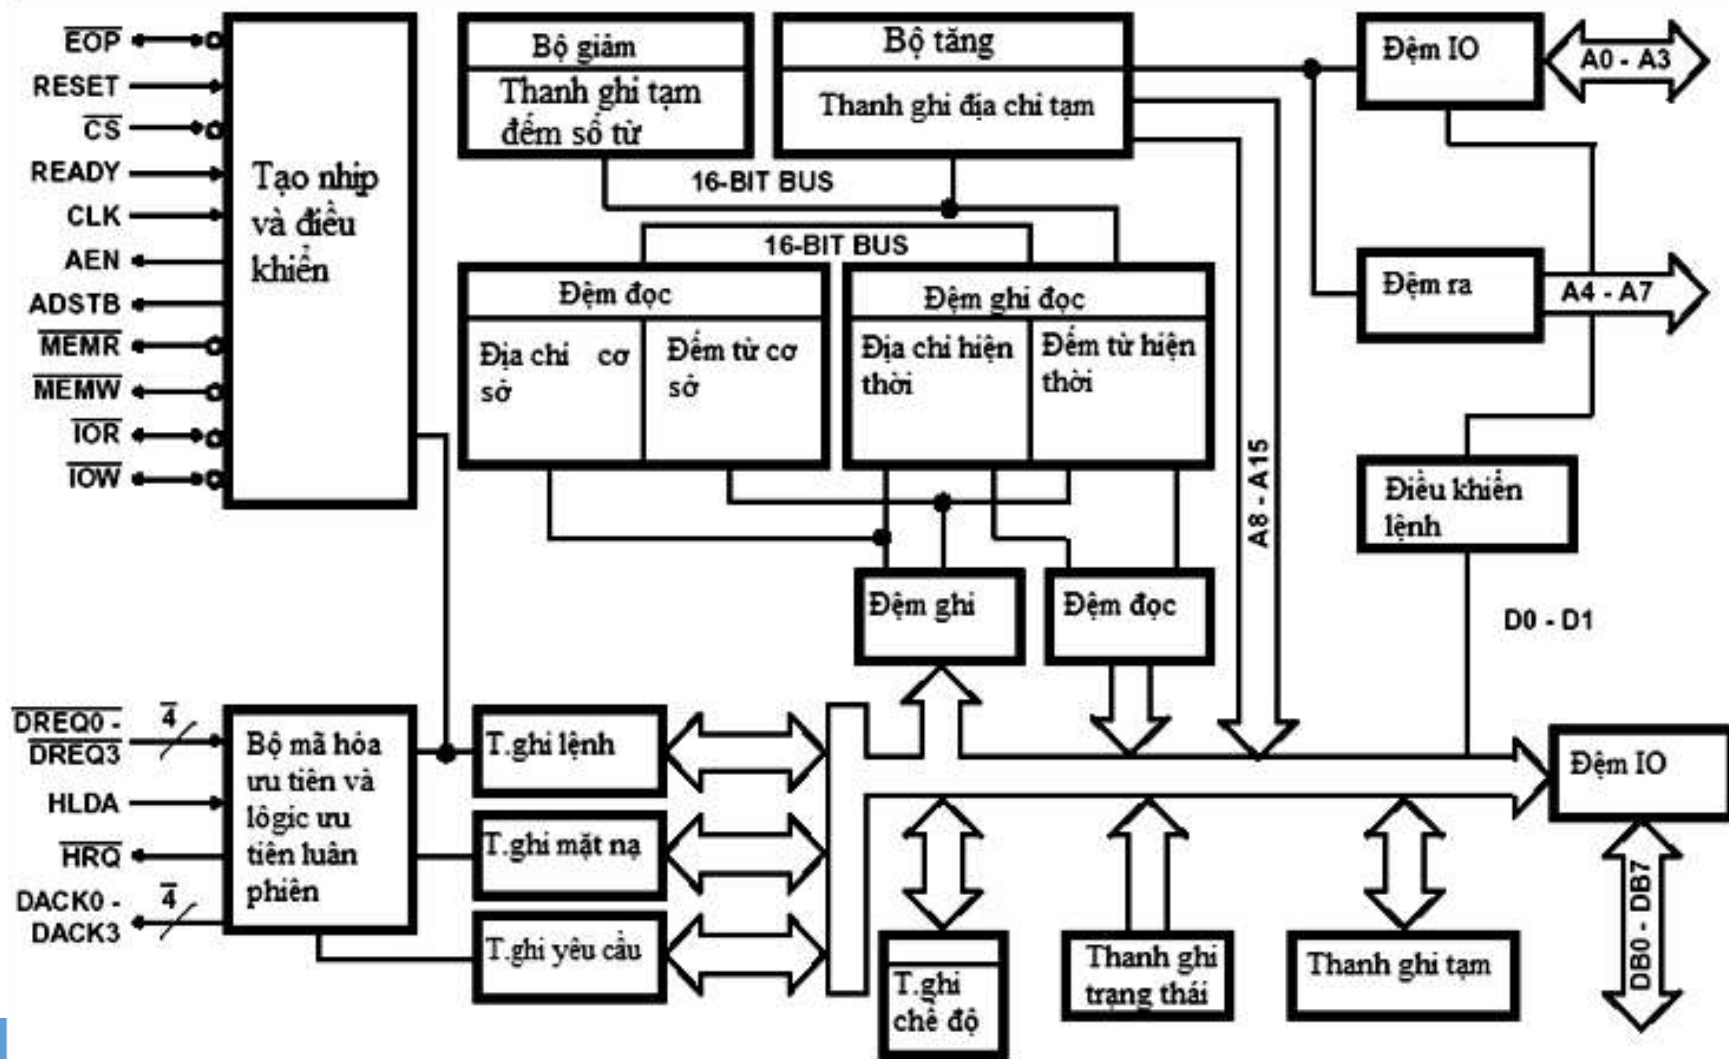 EOP
RESET
CS
READY
CLK
AEN
ADSTB
MEMR
MEMW
IOR
IOW
Tạo nhịp
và điều
khiển
Bộ giảm
Thanh ghi tạm
đếm số từ
Bộ tăng
Thanh ghi địa chỉ tạm
16-BIT BUS
16-BIT BUS
Đệm đọc
Địa chỉ cơ
sở
Đếm từ cơ
sở
Đệm ghi đọc
Địa chỉ hiện
thời
Đếm từ hiện
thời
Đệm IO
A0 - A3
Đệm ra
A4 - A7
A8 - A15
Điều khiển
lệnh
D0 - D1
Đệm ghi
Đệm đọc
DREQ0 -
DREQ3
4
HLDA
HRQ
DACK0 -
DACK3
4
Bộ mã hóa
ưu tiên và
lôgic ưu
tiên luân
phiên
T.ghi lệnh
T.ghi mặt nạ
T.ghi yêu cầu
T.ghi
chế độ
Thanh ghi
trạng thái
Thanh ghi tạm
Đệm IO
DB0 - DB7